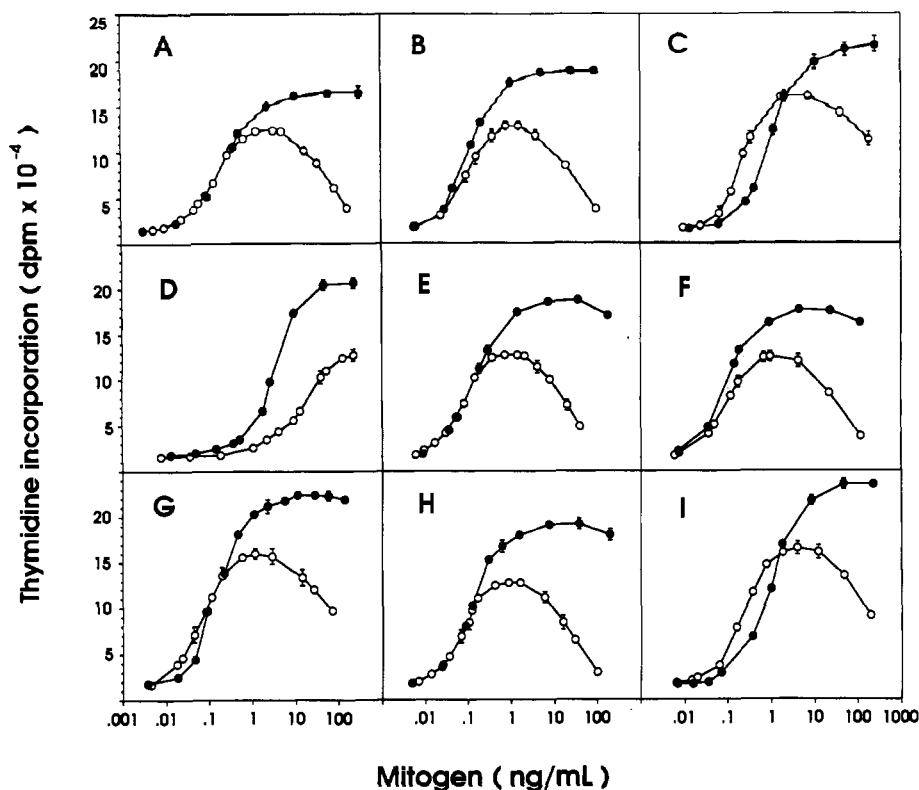 Thymidine incorporation ( dpm x 10⁻⁴ )
25
20
15
10
5
A
B
C
20
15
10
5
D
E
F
20
15
10
5
G
H
I
.001 .01 .1 1 10 100
.01 .1 1 10 100
.01 .1 1 10 100 1000
Mitogen ( ng/mL )